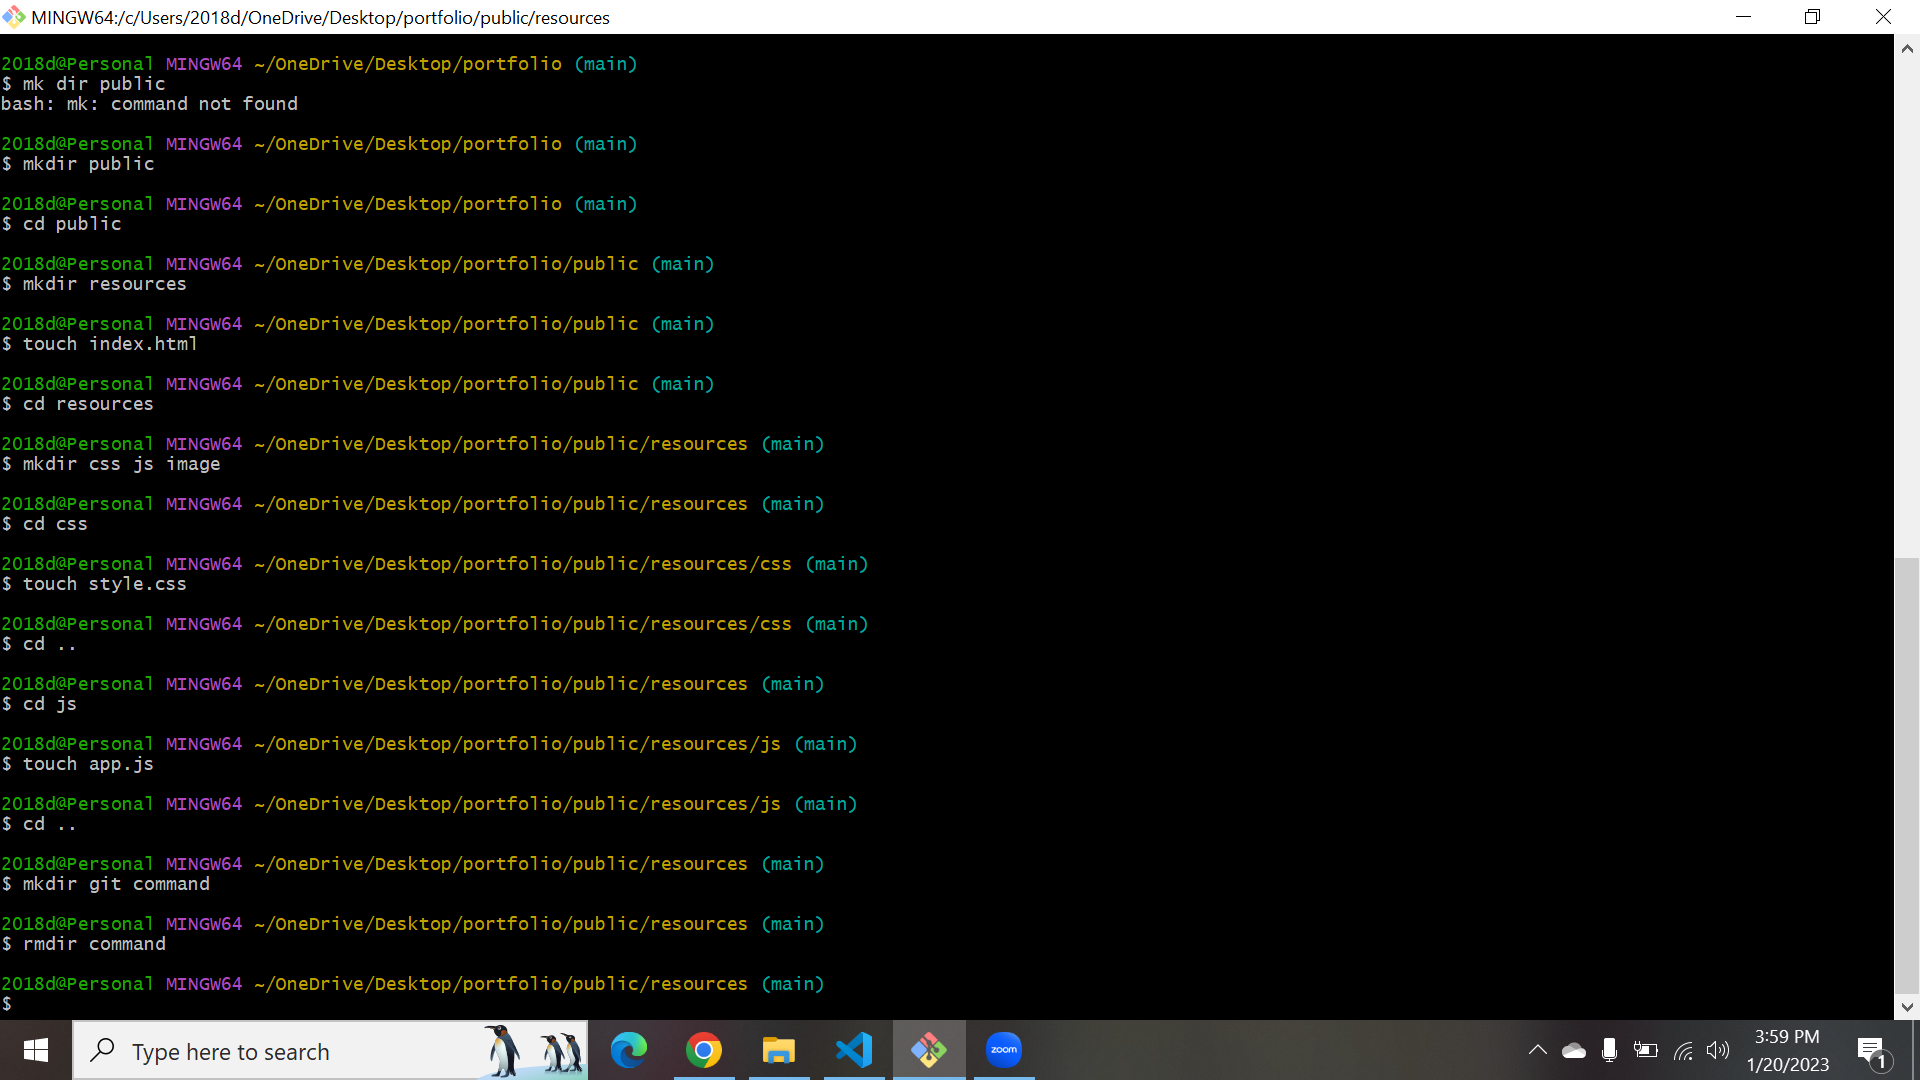 MINGW64:/c/Users/2018d/OneDrive/Desktop/portfolio/public/resources
2018d@Personal MINGW64 ~/OneDrive/Desktop/portfolio (main)
$ mk dir public
bash: mk: command not found
2018d@Personal MINGW64 ~/OneDrive/Desktop/portfolio (main)
$ mkdir public
2018d@Personal MINGW64 ~/OneDrive/Desktop/portfolio (main)
$ cd public
2018d@Personal MINGW64 ~/OneDrive/Desktop/portfolio/public (main)
$ mkdir resources
2018d@Personal MINGW64 ~/OneDrive/Desktop/portfolio/public (main)
$ touch index.html
2018d@Personal MINGW64 ~/OneDrive/Desktop/portfolio/public (main)
$ cd resources
2018d@Personal MINGW64 ~/OneDrive/Desktop/portfolio/public/resources (main)
$ mkdir css js image
2018d@Personal MINGW64 ~/OneDrive/Desktop/portfolio/public/resources (main)
$ cd css
2018d@Personal MINGW64 ~/OneDrive/Desktop/portfolio/public/resources/css (main)
$ touch style.css
2018d@Personal MINGW64 ~/OneDrive/Desktop/portfolio/public/resources/css (main)
$ cd ..
2018d@Personal MINGW64 ~/OneDrive/Desktop/portfolio/public/resources (main)
$ cd js
2018d@Personal MINGW64 ~/OneDrive/Desktop/portfolio/public/resources/js (main)
$ touch app.js
2018d@Personal MINGW64 ~/OneDrive/Desktop/portfolio/public/resources/js (main)
$ cd ..
2018d@Personal MINGW64 ~/OneDrive/Desktop/portfolio/public/resources (main)
$ mkdir git command
2018d@Personal MINGW64 ~/OneDrive/Desktop/portfolio/public/resources (main)
$ rmdir command
2018d@Personal MINGW64 ~/OneDrive/Desktop/portfolio/public/resources (main)
$
Type here to search
zoom
3:59 PM
1/20/2023
1